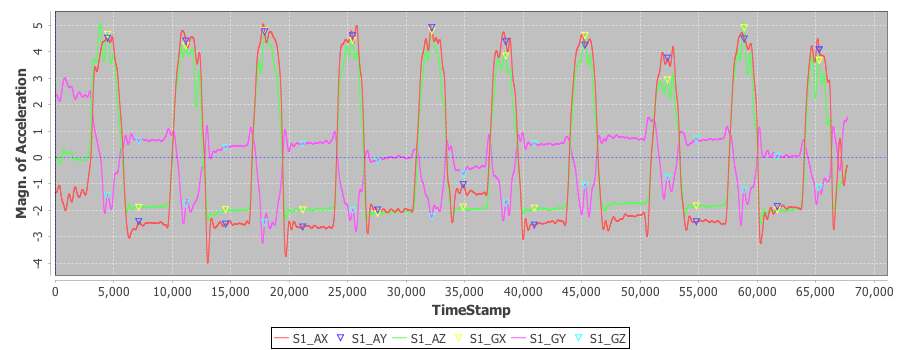 5
4
3
2
1
0
-1
-2
-3
-4
Magn. of Acceleration
0 5,000 10,000 15,000 20,000 25,000 30,000 35,000 40,000 45,000 50,000 55,000 60,000 65,000 70,000
TimeStamp
S1_AX S1_AY S1_AZ S1_GX S1_GY S1_GZ